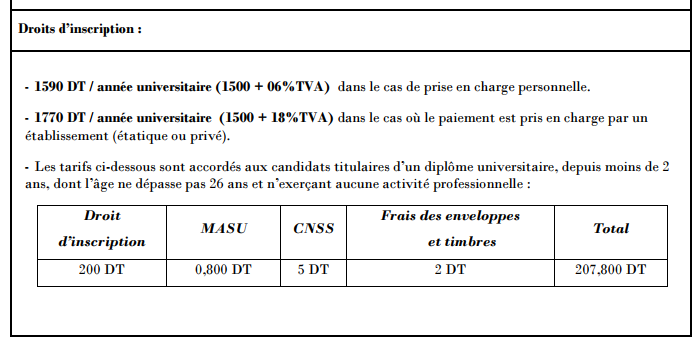 Droits d’inscription :
- 1590 DT / année universitaire (1500 + 06%TVA) dans le cas de prise en charge personnelle.
- 1770 DT / année universitaire (1500 + 18%TVA) dans le cas où le paiement est pris en charge par un
établissement (étatique ou privé).
- Les tarifs ci-dessous sont accordés aux candidats titulaires d’un diplôme universitaire, depuis moins de 2
ans, dont l’âge ne dépasse pas 26 ans et n’exerçant aucune activité professionnelle :
Droit
d’inscription
MASU
CNSS
Frais des enveloppes
et timbres
Total
200 DT
0,800 DT
5 DT
2 DT
207,800 DT